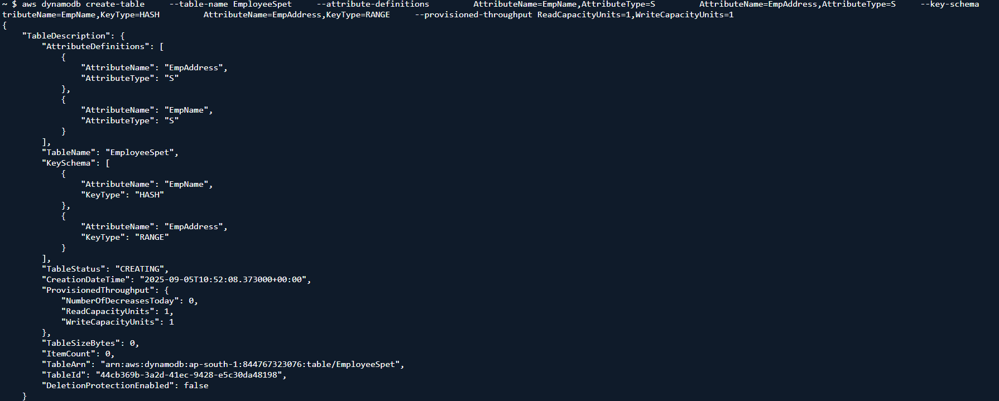 ~ $ aws dynamodb create-table     --table-name EmployeeSpet     --attribute-definitions         AttributeName=EmpName,AttributeType=S         AttributeName=EmpAddress,AttributeType=S     --key-schema
tributeName=EmpName,KeyType=HASH         AttributeName=EmpAddress,KeyType=RANGE     --provisioned-throughput ReadCapacityUnits=1,WriteCapacityUnits=1
{
    "TableDescription": {
        "AttributeDefinitions": [
            {
                "AttributeName": "EmpAddress",
                "AttributeType": "S"
            },
            {
                "AttributeName": "EmpName",
                "AttributeType": "S"
            }
        ],
        "TableName": "EmployeeSpet",
        "KeySchema": [
            {
                "AttributeName": "EmpName",
                "KeyType": "HASH"
            },
            {
                "AttributeName": "EmpAddress",
                "KeyType": "RANGE"
            }
        ],
        "TableStatus": "CREATING",
        "CreationDateTime": "2025-09-05T10:52:08.373000+00:00",
        "ProvisionedThroughput": {
            "NumberOfDecreasesToday": 0,
            "ReadCapacityUnits": 1,
            "WriteCapacityUnits": 1
        },
        "TableSizeBytes": 0,
        "ItemCount": 0,
        "TableArn": "arn:aws:dynamodb:ap-south-1:844767323076:table/EmployeeSpet",
        "TableId": "44cb369b-3a2d-41ec-9428-e5c30da48198",
        "DeletionProtectionEnabled": false
    }